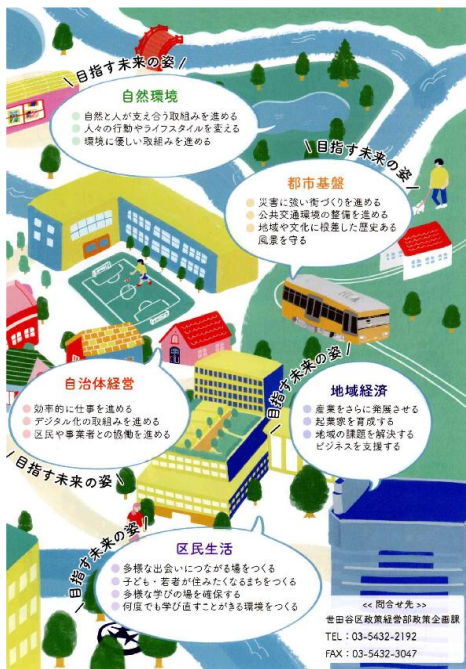 \ 目指す未来の姿 /
自然環境
自然と人が支え合う取組みを進める
人々の行動やライフスタイルを変える
環境に優しい取組みを進める
\ 目指す未来の姿 /
都市基盤
災害に強い街づくりを進める
公共交通環境の整備を進める
地域や文化に根差した歴史ある
風景を守る
\ 目指す未来の姿 /
自治体経営
効率的に仕事を進める
デジタル化の取組みを進める
区民や事業者との協働を進める
\ 目指す未来の姿 /
地域経済
産業をさらに発展させる
起業家を育成する
地域の課題を解決する
ビジネスを支援する
\ 目指す未来の姿 /
区民生活
多様な出会いにつながる場をつくる
子ども・若者が住みたくなるまちをつくる
多様な学びの場を確保する
何度でも学び直すことがきる環境をつくる
<< 問合せ先 >>
世田谷区政策経営部政策企画課
TEL：03-5432-2192
FAX：03-5432-3047